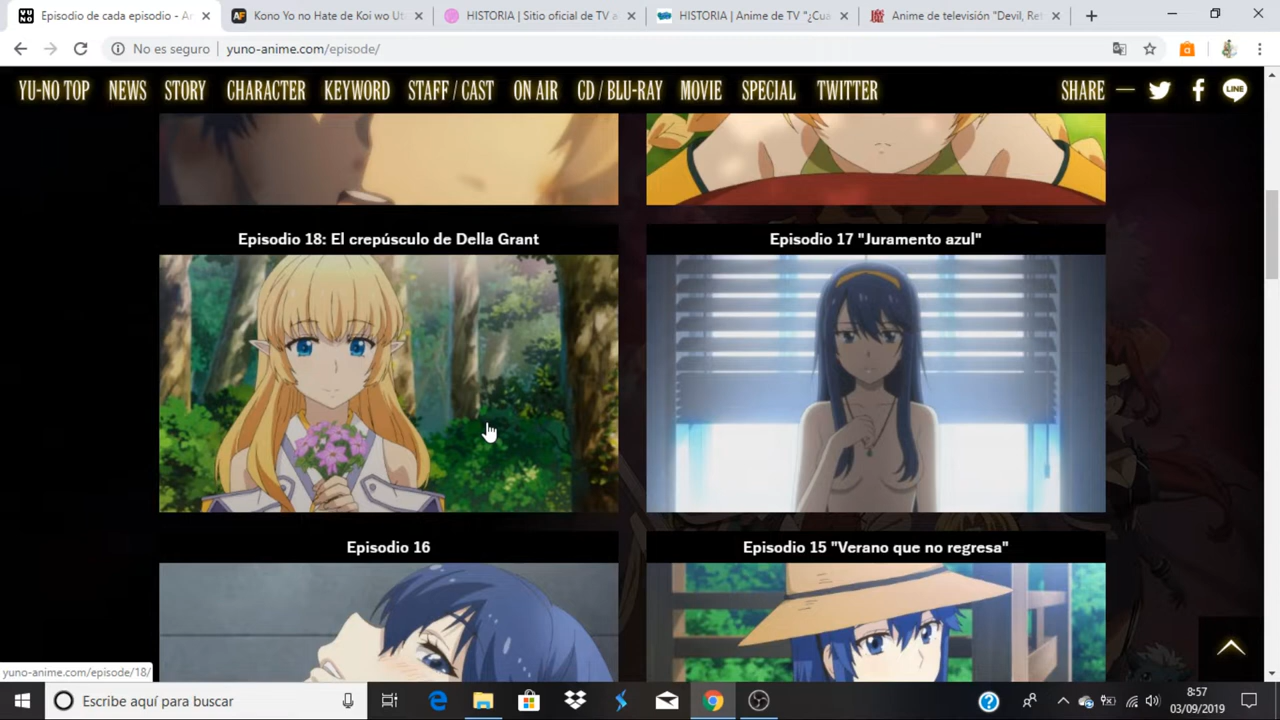 Episodio de cada episodio - An
Kono Yo no Hate de Koi wo Uta
HISTORIA | Sitio oficial de TV a
HISTORIA | Anime de TV "¿Cua
Anime de televisión "Devil, Ret
No es seguro
yuno-anime.com/episode/
YU-NO TOP NEWS STORY CHARACTER KEYWORD STAFF / CAST ON AIR CD / BLU-RAY MOVIE SPECIAL TWITTER SHARE LINE
Episodio 18: El crepúsculo de Della Grant
Episodio 17 "Juramento azul"
Episodio 16
Episodio 15 "Verano que no regresa"
yuno-anime.com/episode/18/
Escribe aquí para buscar
8:57
03/09/2019